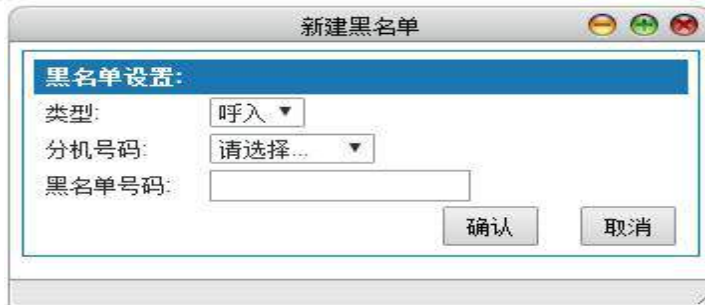 新建黑名单
黑名单设置:
类型: 呼入
分机号码: 请选择...
黑名单号码:
确认 取消